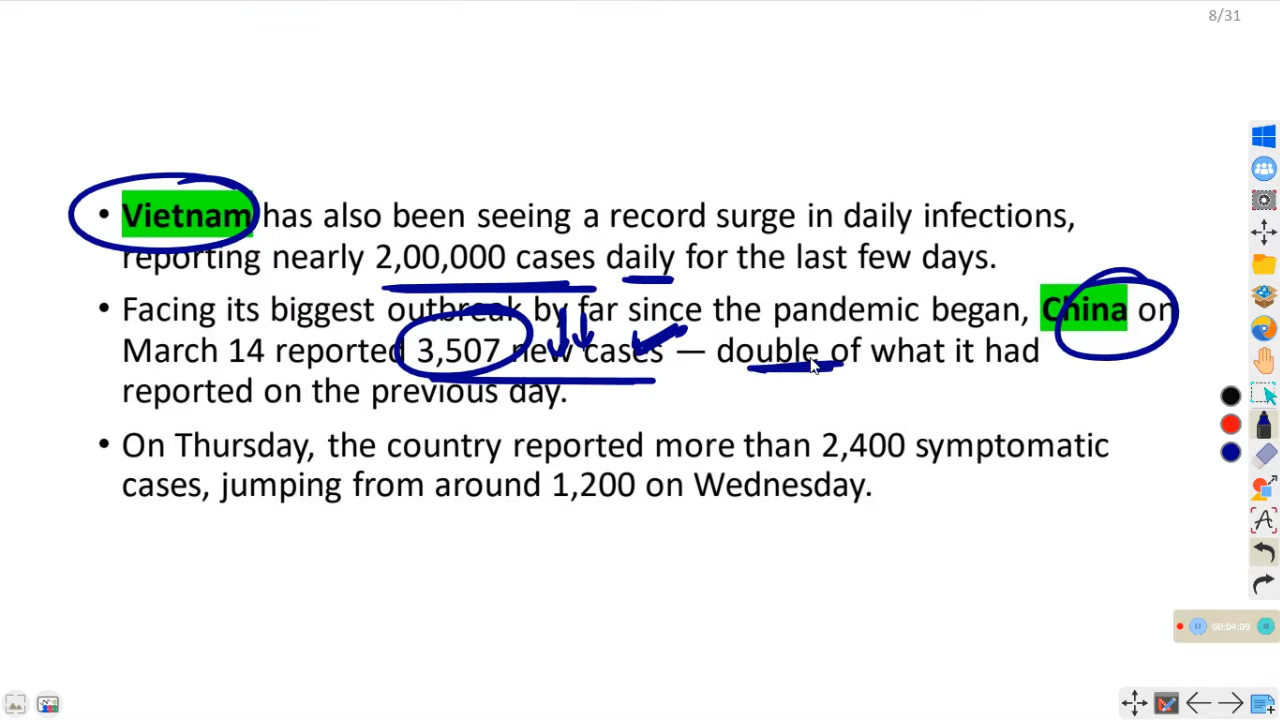 8/31
• Vietnam has also been seeing a record surge in daily infections,
reporting nearly 2,00,000 cases daily for the last few days.
• Facing its biggest outbreak by far since the pandemic began, China on
March 14 reported 3,507 new cases — double of what it had
reported on the previous day.
• On Thursday, the country reported more than 2,400 symptomatic
cases, jumping from around 1,200 on Wednesday.
00:04:09